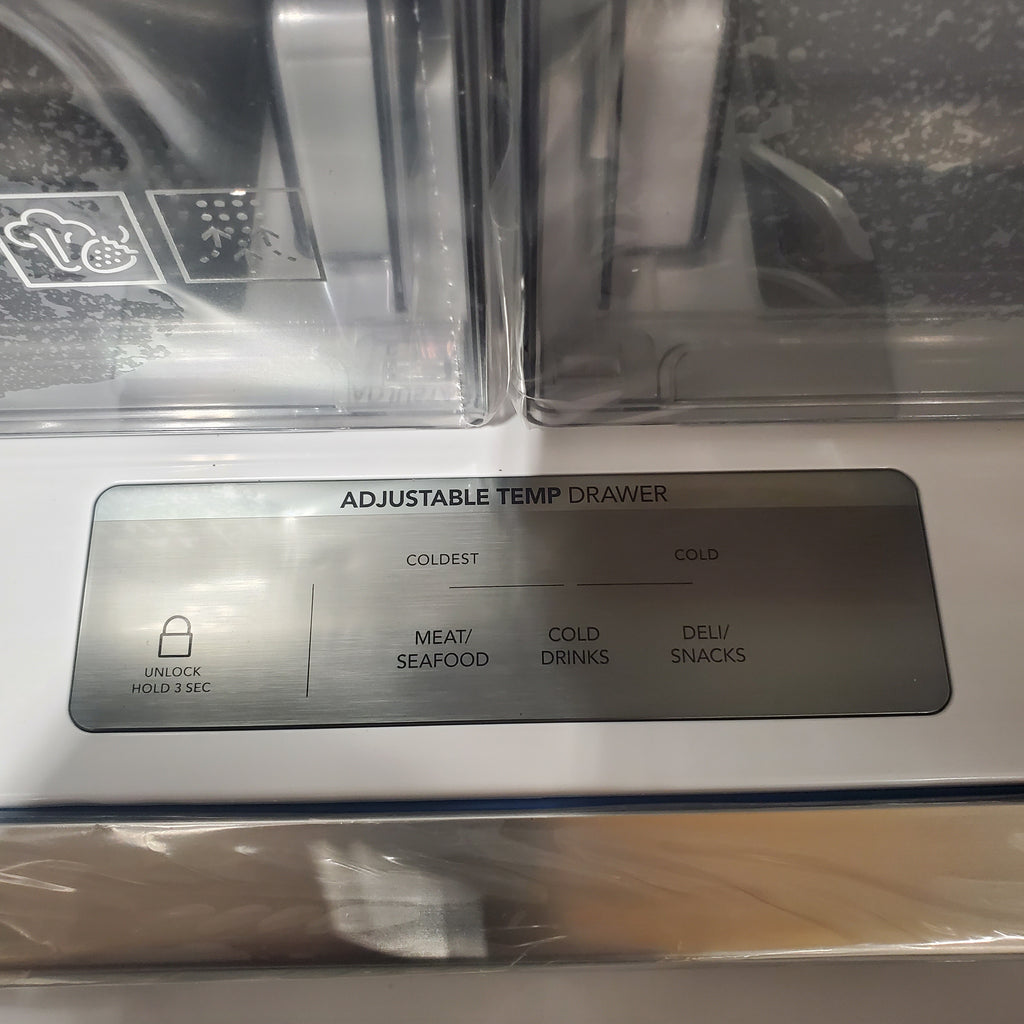 ADJUSTABLE TEMP DRAWER
COLDEST COLD
MEAT/
SEAFOOD
COLD
DRINKS
DELI/
SNACKS
UNLOCK
HOLD 3 SEC